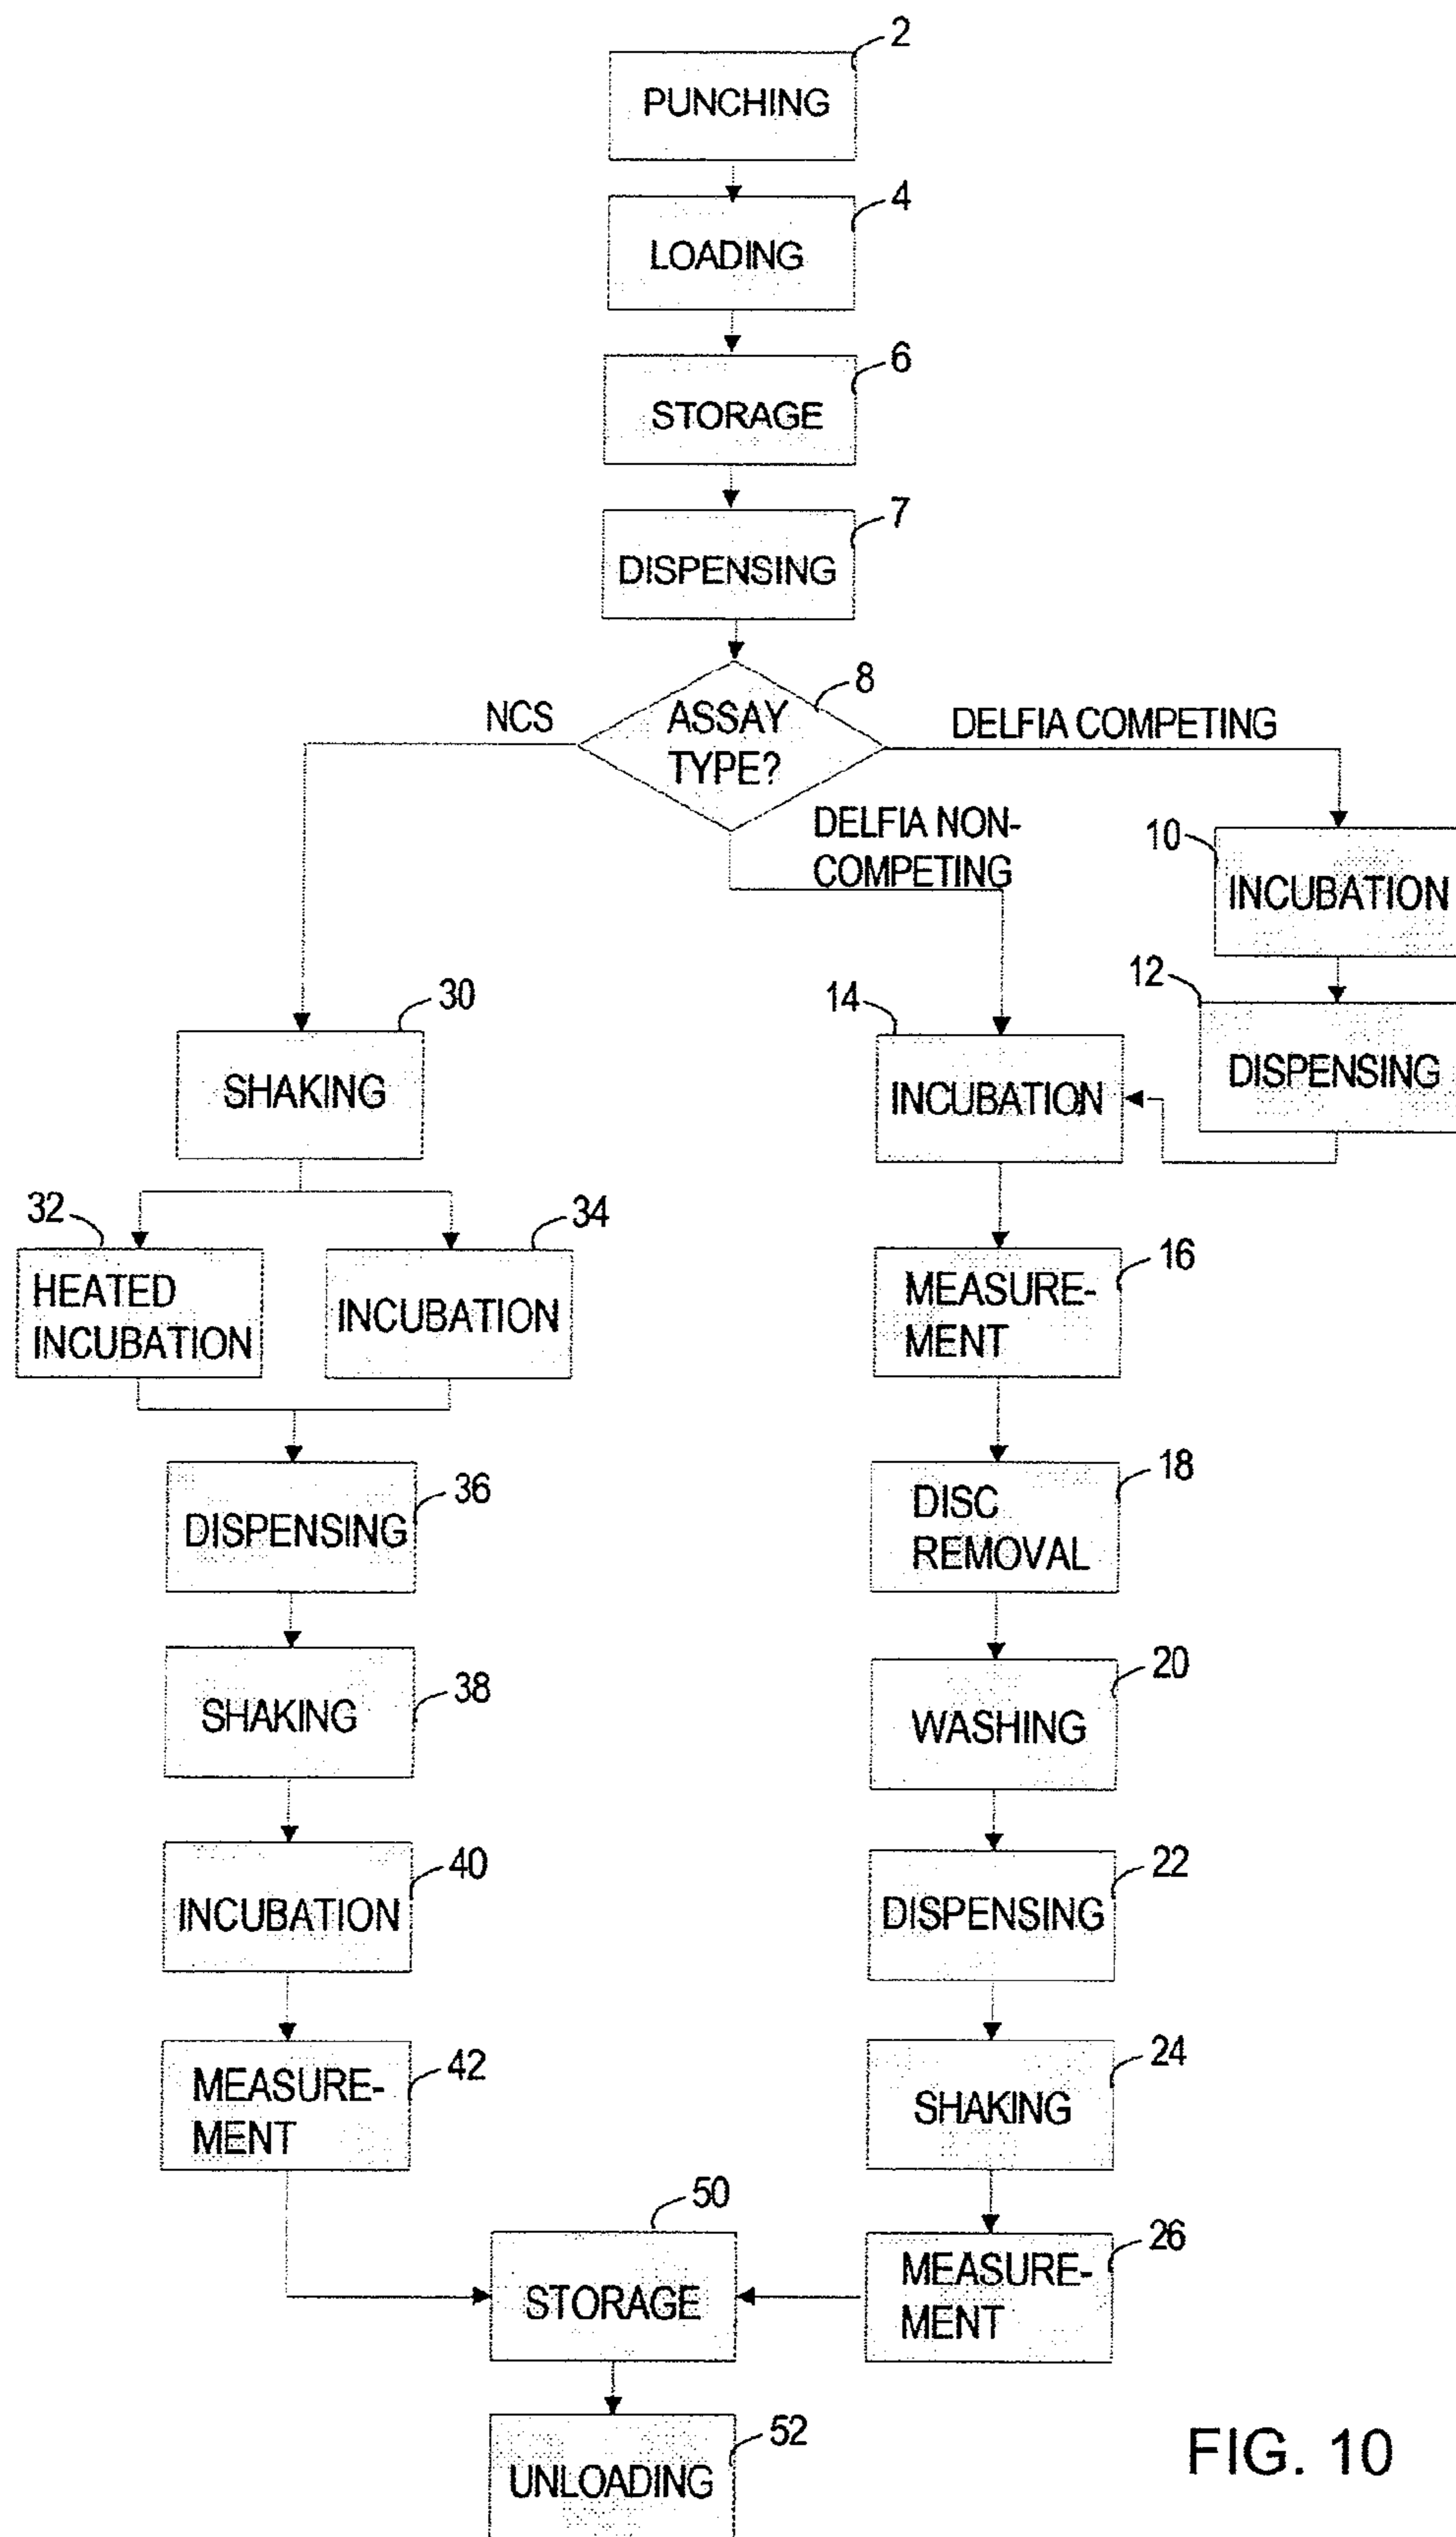 2
PUNCHING
4
LOADING
6
STORAGE
7
DISPENSING
8
ASSAY
TYPE?
NCS
DELFIA COMPETING
DELFIA NON-
COMPETING
10
INCUBATION
12
DISPENSING
14
INCUBATION
30
SHAKING
32
HEATED
INCUBATION
34
INCUBATION
16
MEASURE-
MENT
36
DISPENSING
18
DISC
REMOVAL
38
SHAKING
20
WASHING
40
INCUBATION
22
DISPENSING
42
MEASURE-
MENT
24
SHAKING
50
STORAGE
26
MEASURE-
MENT
52
UNLOADING
FIG. 10